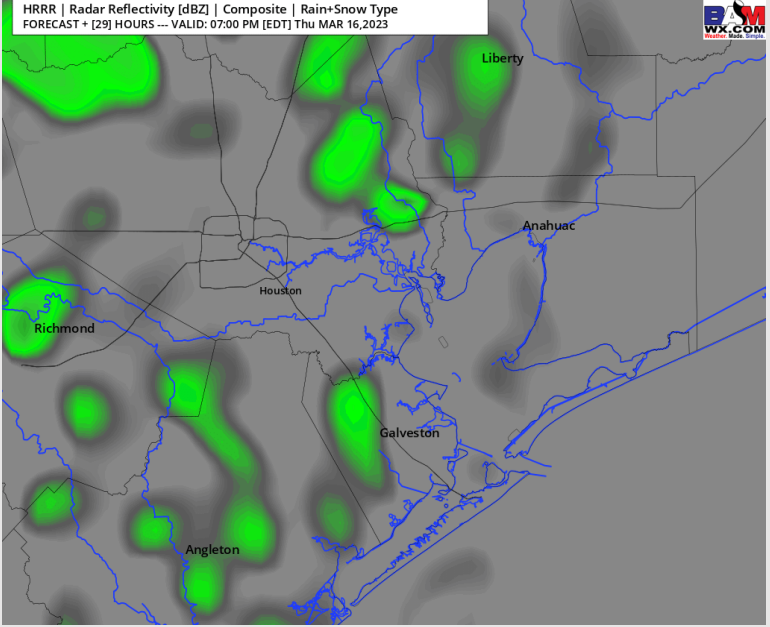 HRRR | Radar Reflectivity [dBZ] | Composite | Rain+Snow Type
FORECAST + [29] HOURS --- VALID: 07:00 PM [EDT] Thu MAR 16,2023
BAM
WX.COM
Weather. Made. Simple.
Liberty
Anahuac
Houston
Richmond
Galveston
Angleton